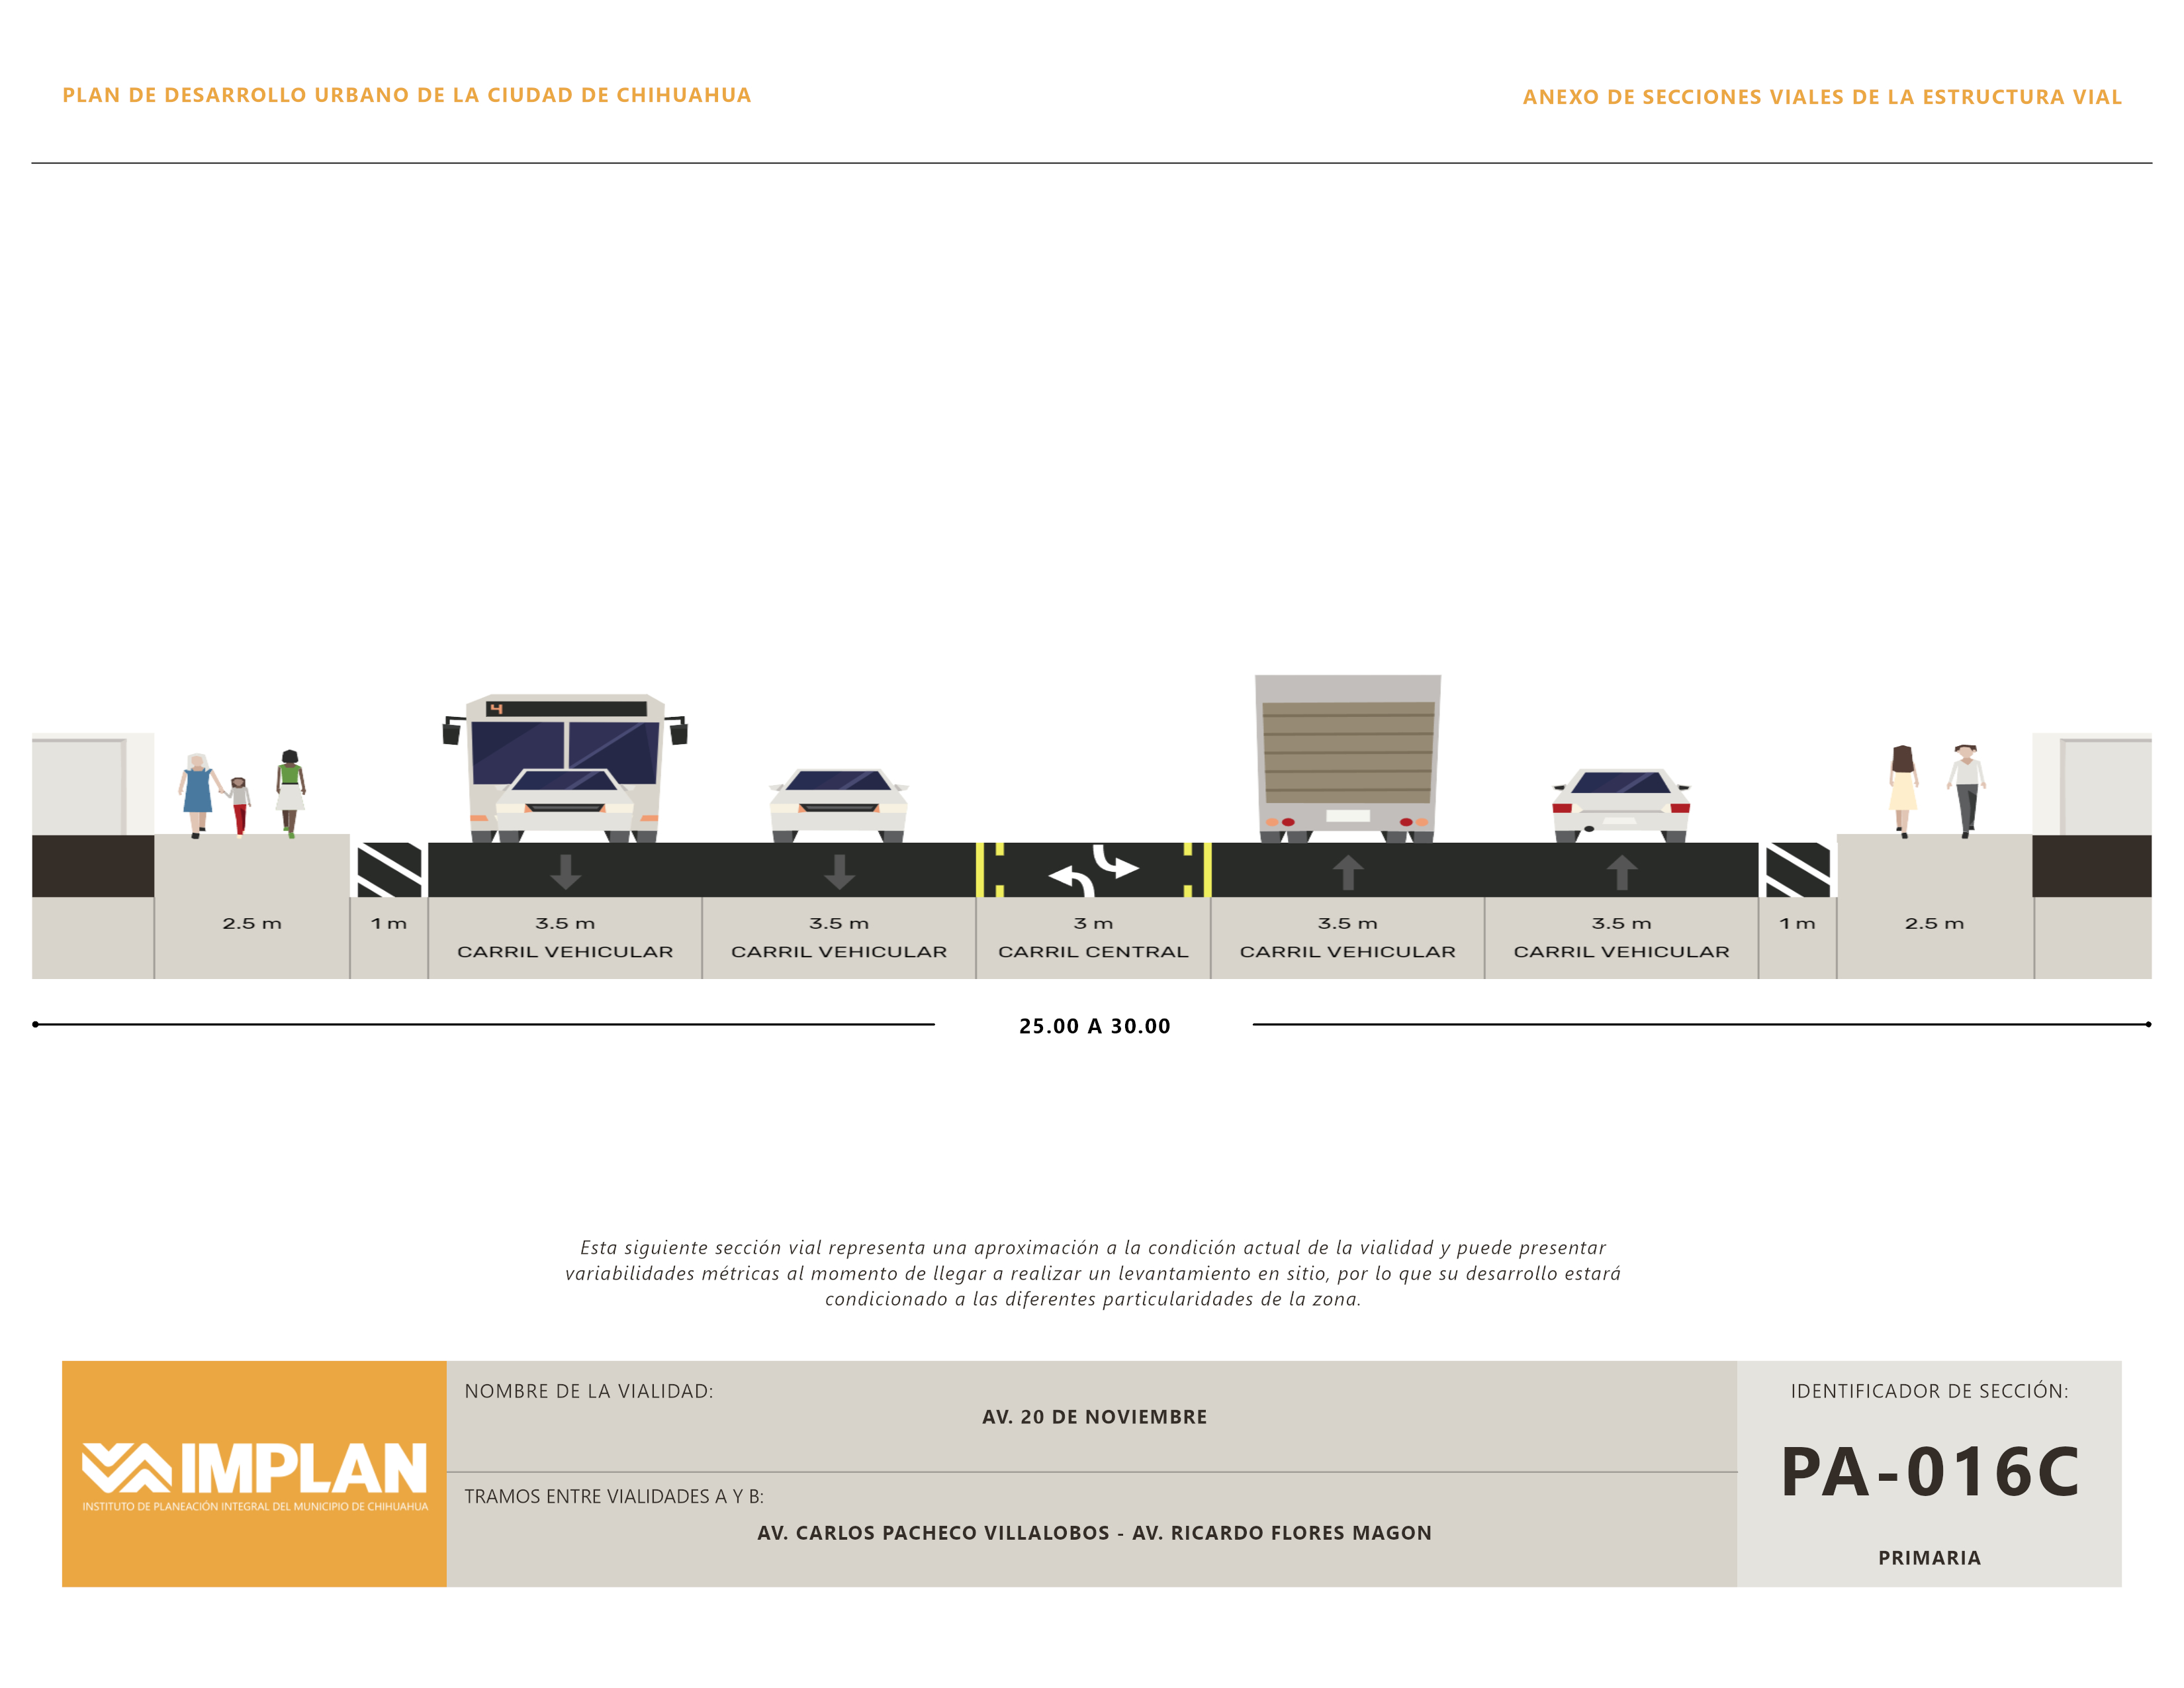 PLAN DE DESARROLLO URBANO DE LA CIUDAD DE CHIHUAHUA
ANEXO DE SECCIONES VIALES DE LA ESTRUCTURA VIAL
4
2.5 m
1 m
3.5 m
3.5 m
3 m
3.5 m
3.5 m
1 m
2.5 m
CARRIL VEHICULAR
CARRIL VEHICULAR
CARRIL CENTRAL
CARRIL VEHICULAR
CARRIL VEHICULAR
25.00 A 30.00
Esta siguiente sección vial representa una aproximación a la condición actual de la vialidad y puede presentar
variabilidades métricas al momento de llegar a realizar un levantamiento en sitio, por lo que su desarrollo estará
condicionado a las diferentes particularidades de la zona.
IMPLAN
INSTITUTO DE PLANEACIÓN INTEGRAL DEL MUNICIPIO DE CHIHUAHUA
NOMBRE DE LA VIALIDAD:
AV. 20 DE NOVIEMBRE
TRAMOS ENTRE VIALIDADES A Y B:
AV. CARLOS PACHECO VILLALOBOS - AV. RICARDO FLORES MAGON
IDENTIFICADOR DE SECCIÓN:
PA-016C
PRIMARIA